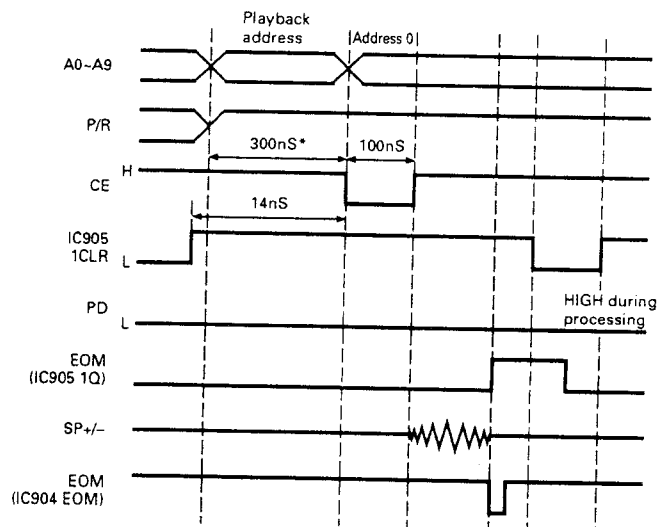 Playback
address
Address 0
A0~A9
P/R
300nS*
100nS
H
CE
14nS
IC905
1CLR
L
HIGH during
processing
PD
L
EOM
(IC905 1Q)
SP+/−
EOM
(IC904 EOM)